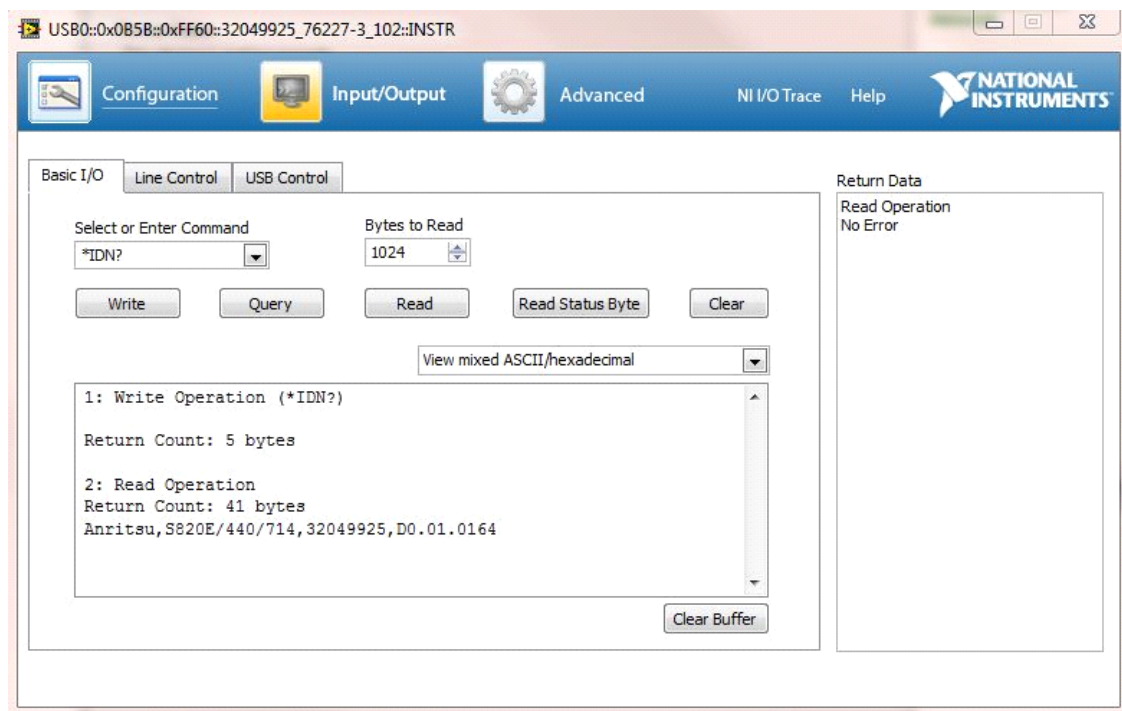 USB0::0x0B5B::0xFF60::32049925_76227-3_102::INSTR
Configuration Input/Output Advanced NI I/O Trace Help NATIONAL INSTRUMENTS
Basic I/O Line Control USB Control
Return Data
Select or Enter Command Bytes to Read
*IDN? 1024
Write Query Read Read Status Byte Clear
View mixed ASCII/hexadecimal
1: Write Operation (*IDN?)
Return Count: 5 bytes
2: Read Operation
Return Count: 41 bytes
Anritsu,S820E/440/714,32049925,D0.01.0164
Clear Buffer
Read Operation
No Error